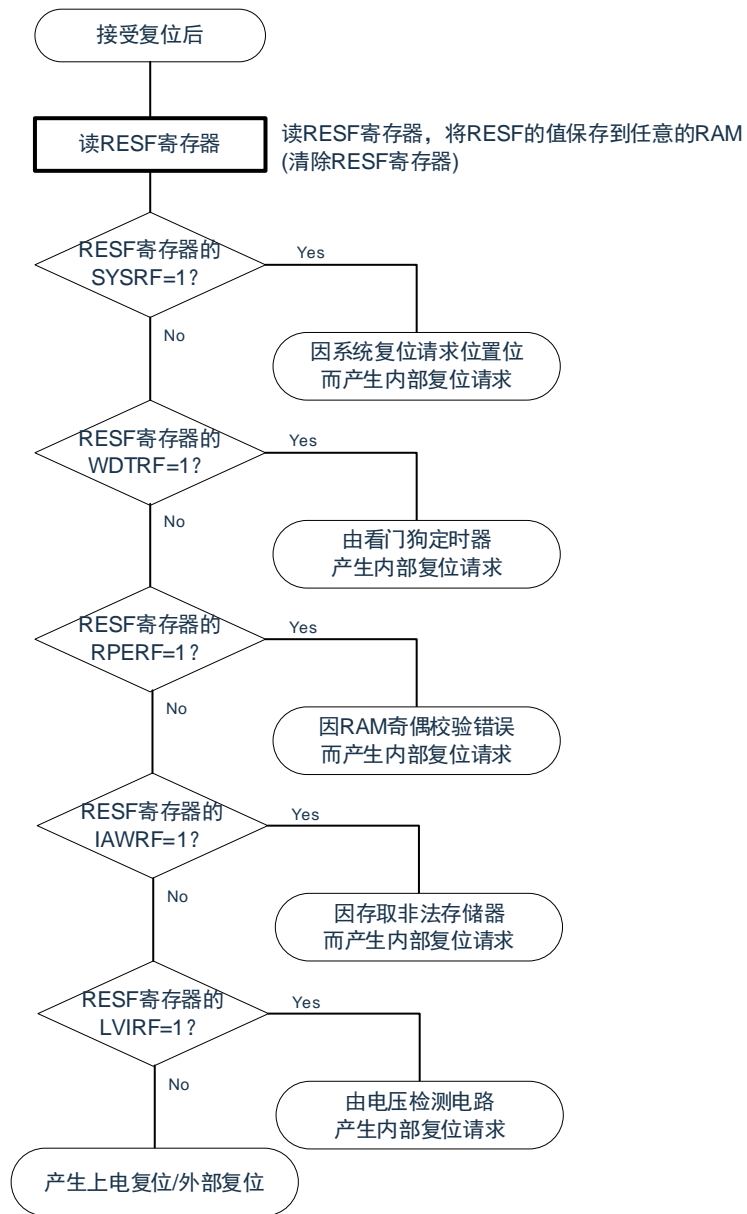 接受复位后
读RESF寄存器
读RESF寄存器，将RESF的值保存到任意的RAM
(清除RESF寄存器)
RESF寄存器的
SYSRF=1?
Yes
No
因系统复位请求位置位
而产生内部复位请求
RESF寄存器的
WDTRF=1?
Yes
No
由看门狗定时器
产生内部复位请求
RESF寄存器的
RPERF=1?
Yes
No
因RAM奇偶校验错误
而产生内部复位请求
RESF寄存器的
IAWRF=1?
Yes
No
因存取非法存储器
而产生内部复位请求
RESF寄存器的
LVIRF=1?
Yes
No
由电压检测电路
产生内部复位请求
产生上电复位/外部复位